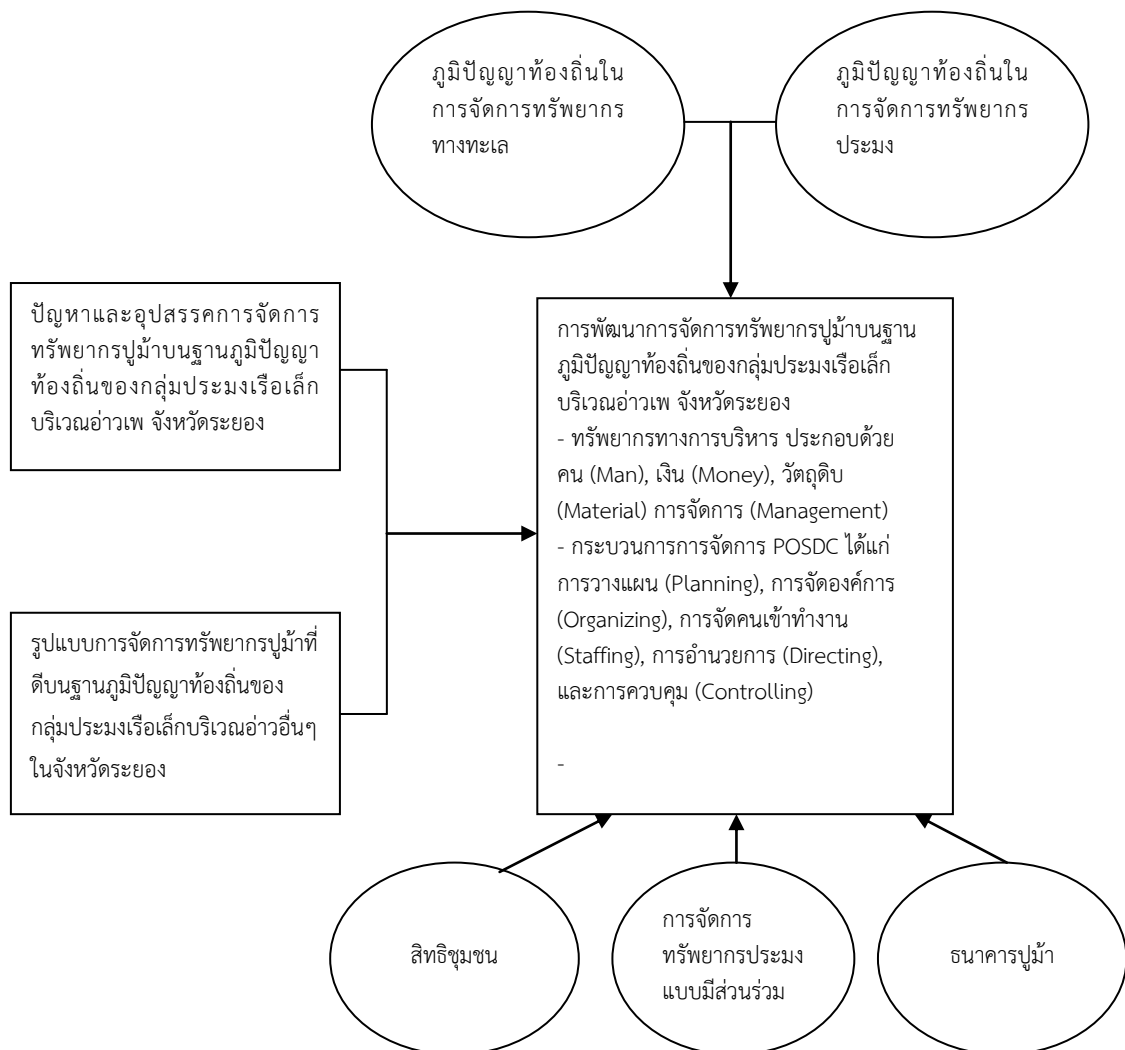 ภูมิปัญญาท้องถิ่นใน
การจัดการทรัพยากร
ทางทะเล
ภูมิปัญญาท้องถิ่นใน
การจัดการทรัพยากร
ประมง
ปัญหาและอุปสรรคการจัดการ
ทรัพยากรปูม้าบนฐานภูมิปัญญา
ท้องถิ่นของกลุ่มประมงเรือเล็ก
บริเวณอ่าวเพ จังหวัดระยอง
รูปแบบการจัดการทรัพยากรปูม้าที่
ดีบนฐานภูมิปัญญาท้องถิ่นของ
กลุ่มประมงเรือเล็กบริเวณอ่าวอื่นๆ
ในจังหวัดระยอง
การพัฒนาการจัดการทรัพยากรปูม้าบนฐาน
ภูมิปัญญาท้องถิ่นของกลุ่มประมงเรือเล็ก
บริเวณอ่าวเพ จังหวัดระยอง
- ทรัพยากรทางการบริหาร ประกอบด้วย
คน (Man), เงิน (Money), วัตถุดิบ
(Material) การจัดการ (Management)
- กระบวนการการจัดการ POSDC ได้แก่
การวางแผน (Planning), การจัดองค์การ
(Organizing), การจัดคนเข้าทำงาน
(Staffing), การอำนวยการ (Directing),
และการควบคุม (Controlling)
-
สิทธิชุมชน
การจัดการ
ทรัพยากรประมง
แบบมีส่วนร่วม
ธนาคารปูม้า